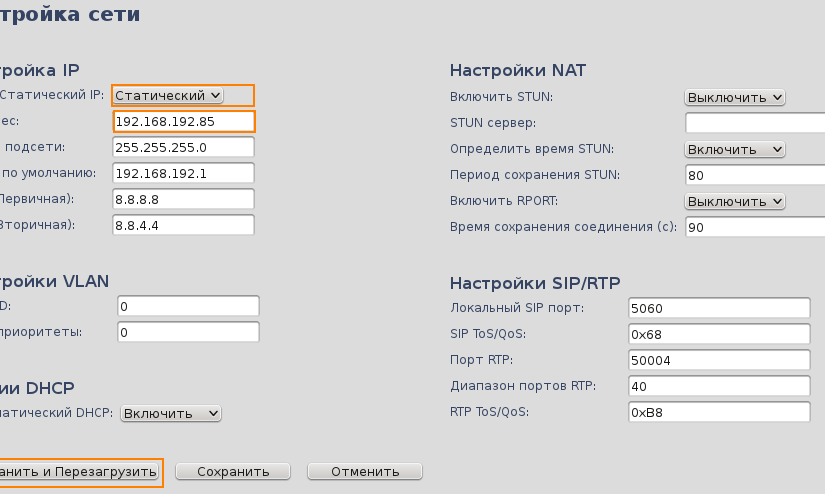 тройка сети
тройка IP
Статический IP: Статический
ес: 192.168.192.85
подсети: 255.255.255.0
по умолчанию: 192.168.192.1
Первичная): 8.8.8.8
Вторичная): 8.8.4.4
тройки VLAN
D: 0
приоритеты: 0
ии DHCP
матический DHCP: Включить
Настройки NAT
Включить STUN: Выключить
STUN сервер:
Определить время STUN: Включить
Период сохранения STUN: 80
Включить RPORT: Выключить
Время сохранения соединения (с): 90
Настройки SIP/RTP
Локальный SIP порт: 5060
SIP ToS/QoS: 0x68
Порт RTP: 50004
Диапазон портов RTP: 40
RTP ToS/QoS: 0xB8
анить и Перезагрузить Сохранить Отменить